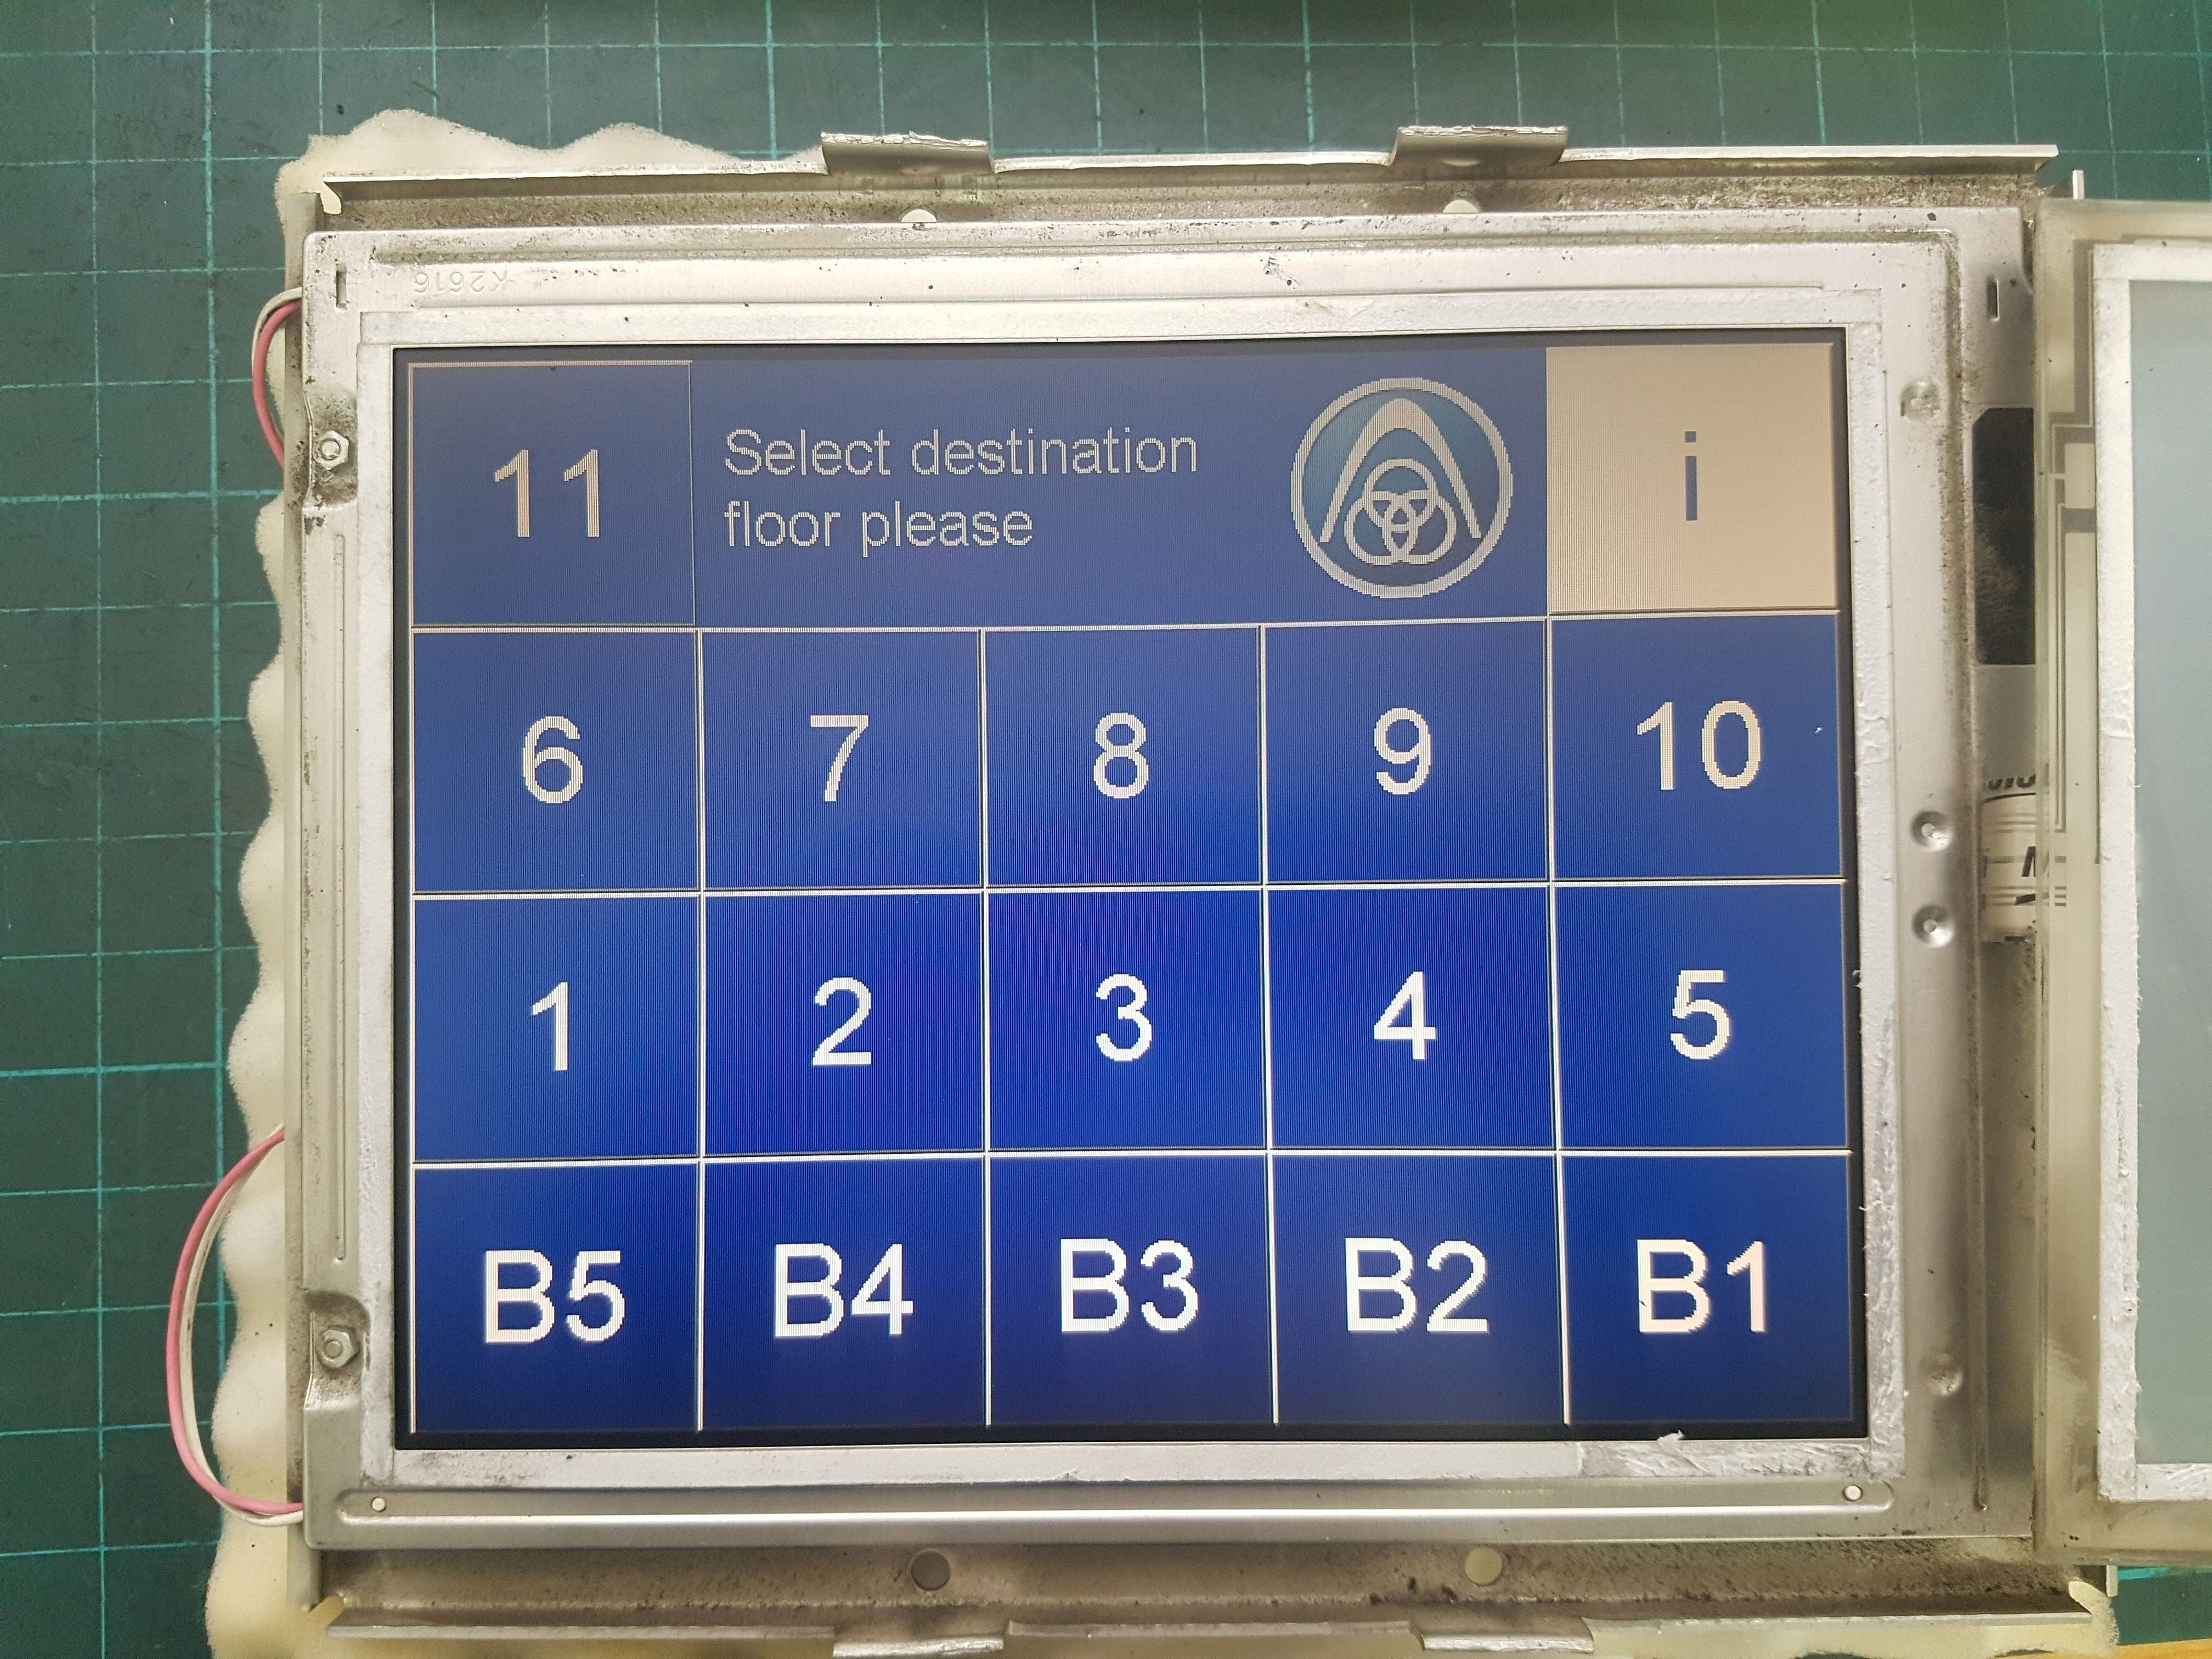 K2616
11
Select destination
floor please
i
6 7 8 9 10
1 2 3 4 5
B5 B4 B3 B2 B1